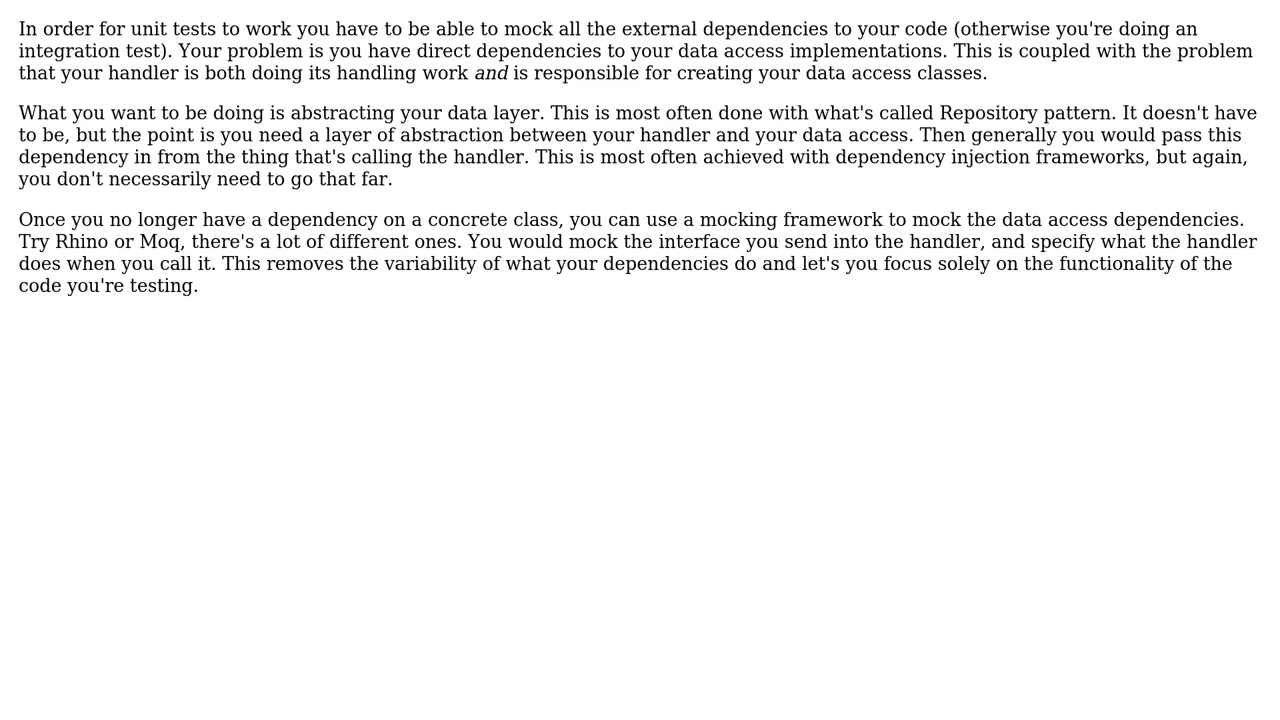 In order for unit tests to work you have to be able to mock all the external dependencies to your code (otherwise you're doing an
integration test). Your problem is you have direct dependencies to your data access implementations. This is coupled with the problem
that your handler is both doing its handling work and is responsible for creating your data access classes.
What you want to be doing is abstracting your data layer. This is most often done with what's called Repository pattern. It doesn't have
to be, but the point is you need a layer of abstraction between your handler and your data access. Then generally you would pass this
dependency in from the thing that's calling the handler. This is most often achieved with dependency injection frameworks, but again,
you don't necessarily need to go that far.
Once you no longer have a dependency on a concrete class, you can use a mocking framework to mock the data access dependencies.
Try Rhino or Moq, there's a lot of different ones. You would mock the interface you send into the handler, and specify what the handler
does when you call it. This removes the variability of what your dependencies do and let's you focus solely on the functionality of the
code you're testing.